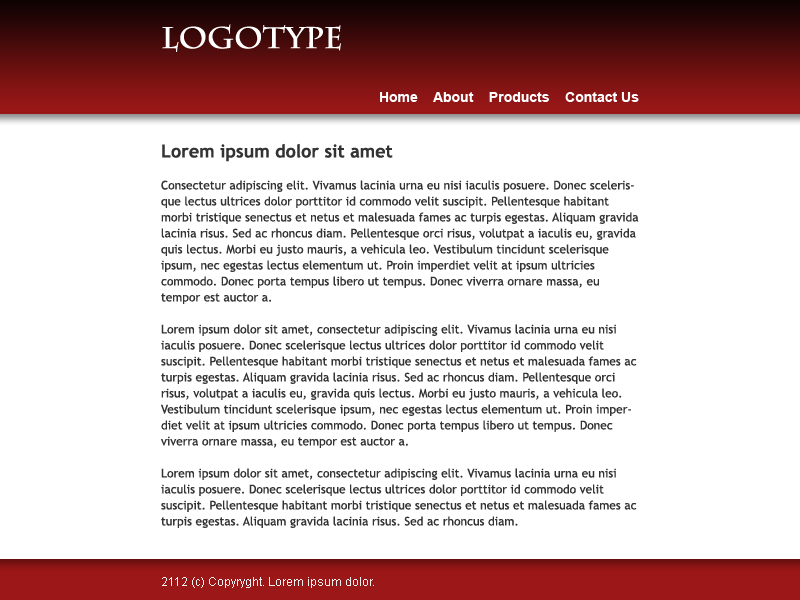 LOGOTYPE
Home About Products Contact Us
Lorem ipsum dolor sit amet
Consectetur adipiscing elit. Vivamus lacinia urna eu nisi iaculis posuere. Donec sceleris-
que lectus ultrices dolor porttitor id commodo velit suscipit. Pellentesque habitant
morbi tristique senectus et netus et malesuada fames ac turpis egestas. Aliquam gravida
lacinia risus. Sed ac rhoncus diam. Pellentesque orci risus, volutpat a iaculis eu, gravida
quis lectus. Morbi eu justo mauris, a vehicula leo. Vestibulum tincidunt scelerisque
ipsum, nec egestas lectus elementum ut. Proin imperdiet velit at ipsum ultricies
commodo. Donec porta tempus libero ut tempus. Donec viverra ornare massa, eu
tempor est auctor a.
Lorem ipsum dolor sit amet, consectetur adipiscing elit. Vivamus lacinia urna eu nisi
iaculis posuere. Donec scelerisque lectus ultrices dolor porttitor id commodo velit
suscipit. Pellentesque habitant morbi tristique senectus et netus et malesuada fames ac
turpis egestas. Aliquam gravida lacinia risus. Sed ac rhoncus diam. Pellentesque orci
risus, volutpat a iaculis eu, gravida quis lectus. Morbi eu justo mauris, a vehicula leo.
Vestibulum tincidunt scelerisque ipsum, nec egestas lectus elementum ut. Proin imper-
diet velit at ipsum ultricies commodo. Donec porta tempus libero ut tempus. Donec
viverra ornare massa, eu tempor est auctor a.
Lorem ipsum dolor sit amet, consectetur adipiscing elit. Vivamus lacinia urna eu nisi
iaculis posuere. Donec scelerisque lectus ultrices dolor porttitor id commodo velit
suscipit. Pellentesque habitant morbi tristique senectus et netus et malesuada fames ac
turpis egestas. Aliquam gravida lacinia risus. Sed ac rhoncus diam.
2112 (c) Copyryght. Lorem ipsum dolor.